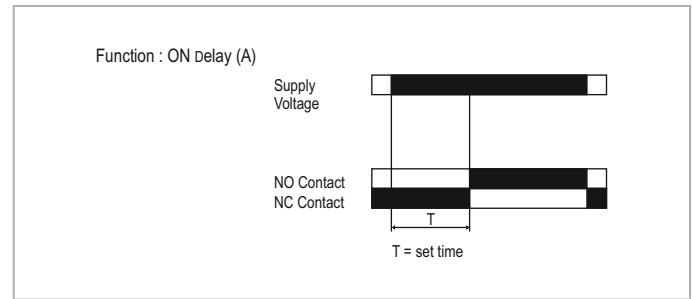 Function : ON Delay (A)
Supply
Voltage
NO Contact
NC Contact
T
T = set time